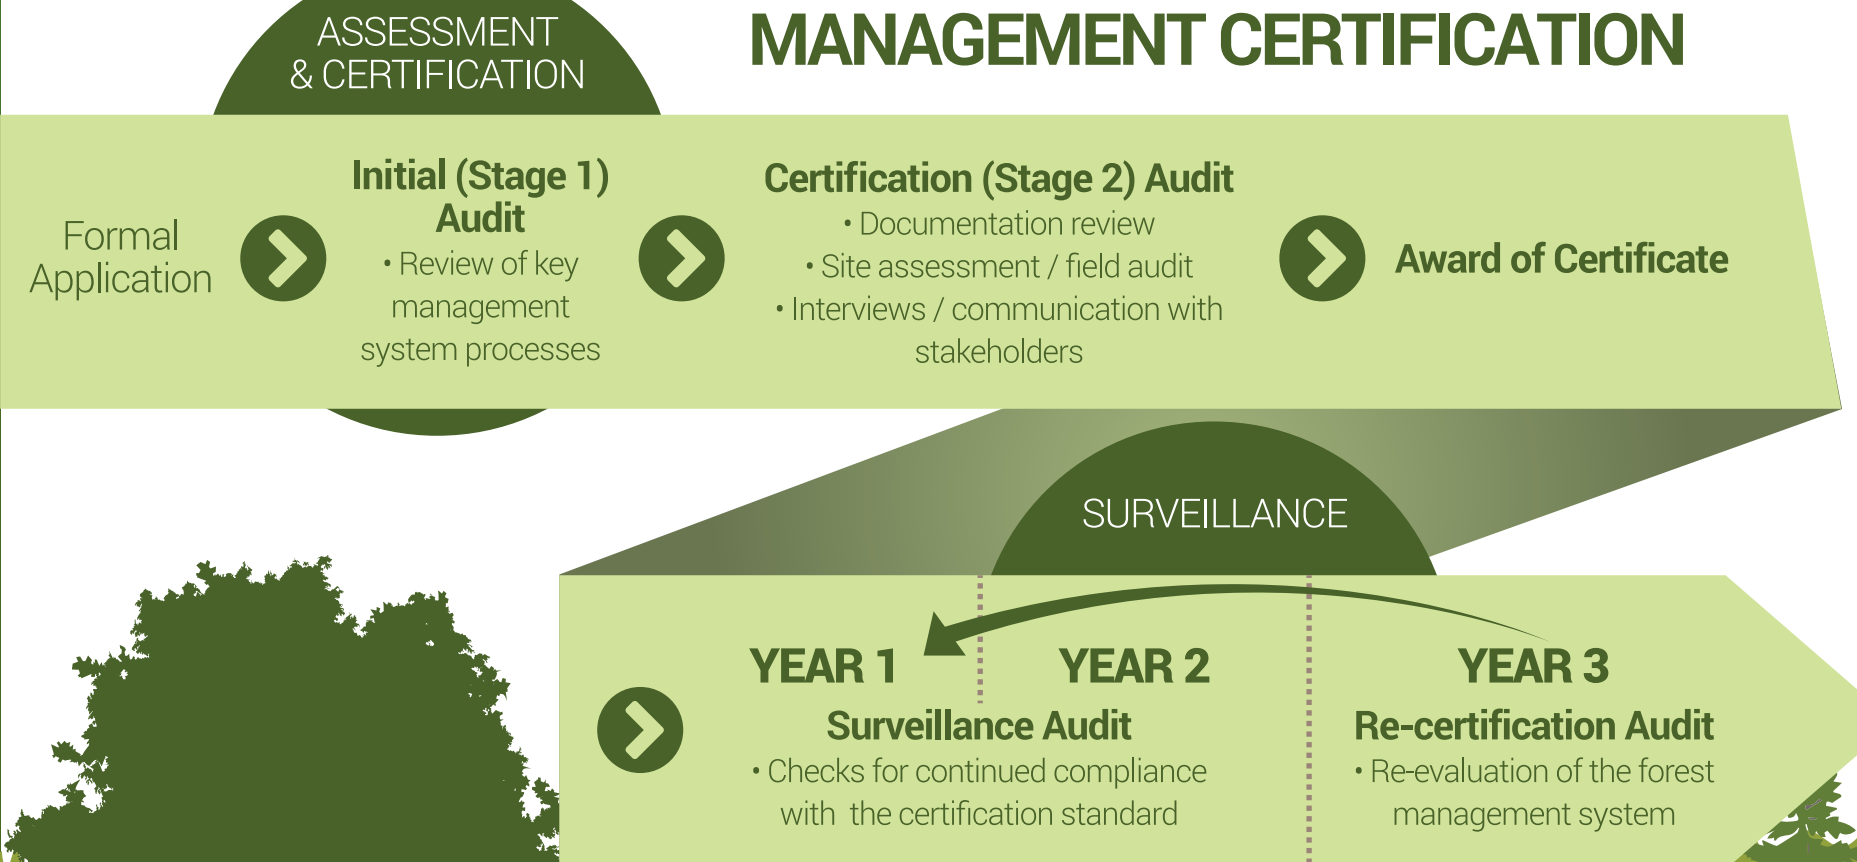 ASSESSMENT
& CERTIFICATION
MANAGEMENT CERTIFICATION
Formal
Application
Initial (Stage 1)
Audit
• Review of key
management
system processes
Certification (Stage 2) Audit
• Documentation review
• Site assessment / field audit
• Interviews / communication with
stakeholders
Award of Certificate
SURVEILLANCE
YEAR 1
YEAR 2
Surveillance Audit
• Checks for continued compliance
with the certification standard
YEAR 3
Re-certification Audit
• Re-evaluation of the forest
management system